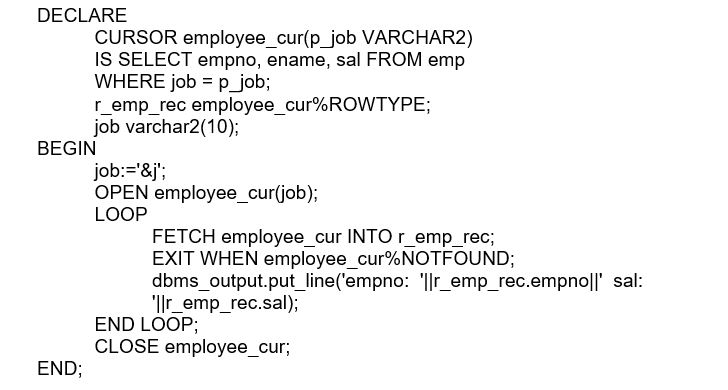 DECLARE
CURSOR employee_cur(p_job VARCHAR2)
IS SELECT empno, ename, sal FROM emp
WHERE job = p_job;
r_emp_rec employee_cur%ROWTYPE;
job varchar2(10);
BEGIN
job:='&j';
OPEN employee_cur(job);
LOOP
FETCH employee_cur INTO r_emp_rec;
EXIT WHEN employee_cur%NOTFOUND;
dbms_output.put_line('empno:  '||r_emp_rec.empno||'  sal:
'||r_emp_rec.sal);
END LOOP;
CLOSE employee_cur;
END;